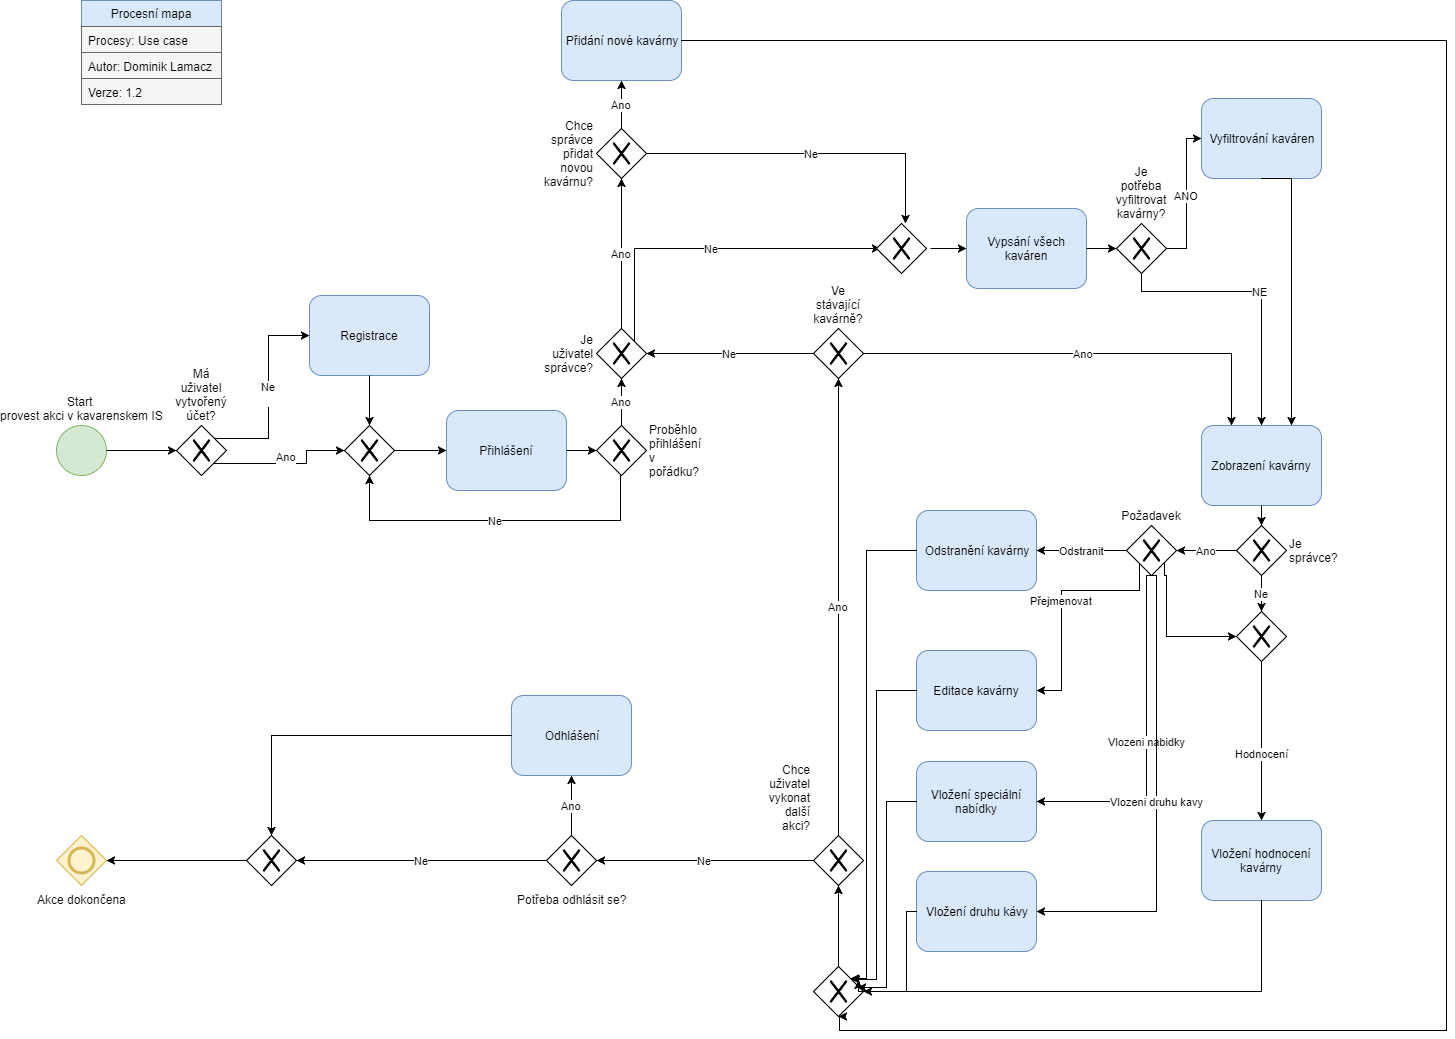 Procesní mapa
Procesy: Use case
Autor: Dominik Lamacz
Verze: 1.2
Přidání nové kavárny
Ano
Chce
správce
přidat
novou
kavárnu?
Ne
Vyfiltrování kaváren
Je
potřeba
vyfiltrovat
kavárny?
ANO
Ano
Ne
Vypsání všech
kaváren
NE
Ve
stávající
kavárně?
Registrace
Je
uživatel
správce?
Ne
Ano
Má
uživatel
vytvořený
účet?
Ne
Start
provest akci v kavarenskem IS
Ano
Ano
Přihlášení
Proběhlo
přihlášení
v
pořádku?
Ne
Zobrazení kavárny
Požadavek
Odstranění kavárny
Odstranit
Ano
Je
správce?
Přejmenovat
Ne
Ano
Editace kavárny
Odhlášení
Vlozeni nabidky
Hodnocení
Chce
uživatel
vykonat
další
akci?
Vložení speciální
nabídky
Vlozeni druhu kavy
Ano
Vložení hodnocení
kavárny
Ne
Ne
Akce dokončena
Potřeba odhlásit se?
Vložení druhu kávy